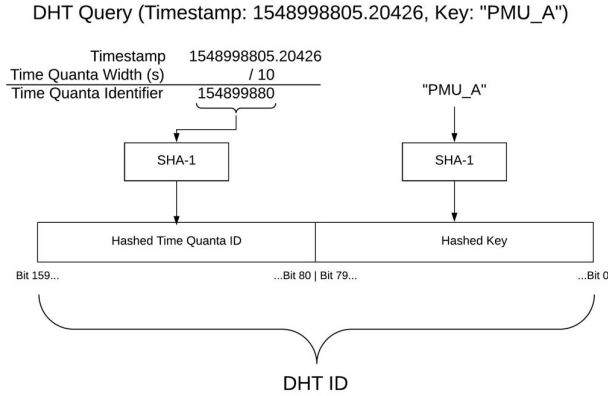 DHT Query (Timestamp: 1548998805.20426, Key: "PMU_A")
Timestamp 1548998805.20426
Time Quanta Width (s) / 10
Time Quanta Identifier 154899880
"PMU_A"
SHA-1 SHA-1
Hashed Time Quanta ID Hashed Key
Bit 159... ...Bit 80 | Bit 79... ...Bit 0
DHT ID